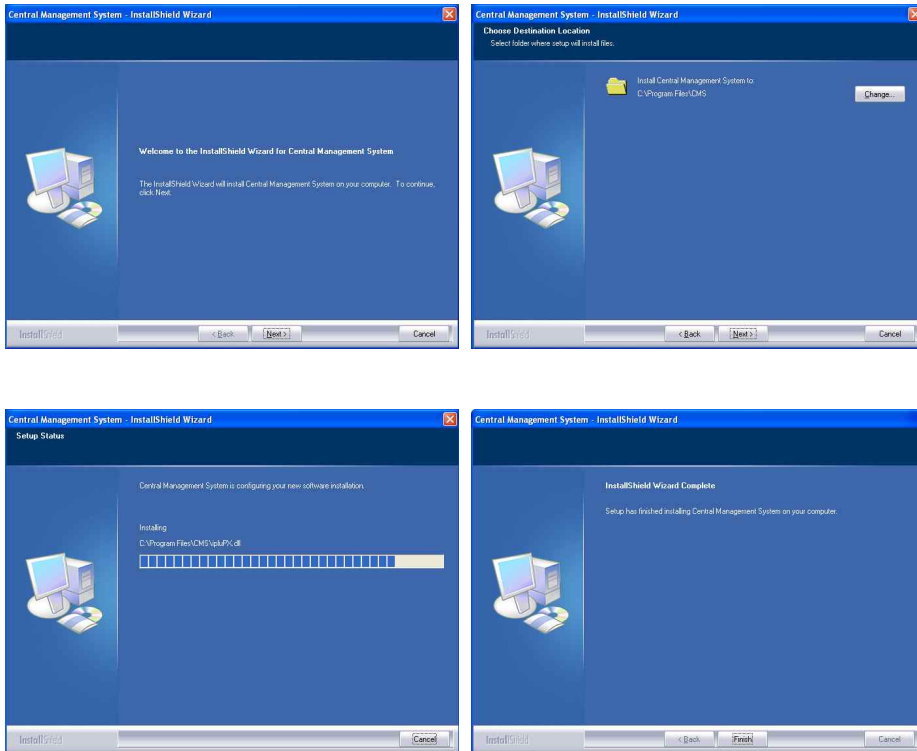 Central Management System - InstallShield Wizard
Welcome to the InstallShield Wizard for Central Management System
The InstallShield Wizard will install Central Management System on your computer. To continue,
click Next.
InstallShield
< Back
Next >
Cancel
Central Management System - InstallShield Wizard
Choose Destination Location
Select folder where setup will install files.
Install Central Management System to:
C:\Program Files\CMS
Change...
InstallShield
< Back
Next >
Cancel
Central Management System - InstallShield Wizard
Setup Status
Central Management System is configuring your new software installation.
Installing
C:\Program Files\CMS\ipluPX.dll
InstallShield
Cancel
Central Management System - InstallShield Wizard
InstallShield Wizard Complete
Setup has finished installing Central Management System on your computer.
InstallShield
< Back
Finish
Cancel